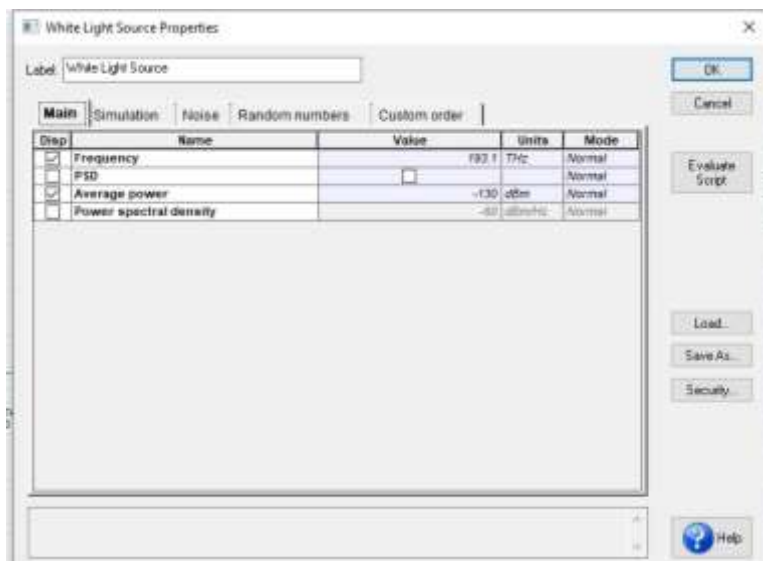 White Light Source Properties
Label: White Light Source
OK
Cancel
Evaluate Script
Load...
Save As...
Security...
Help
Main Simulation Noise Random numbers Custom order
Disp Name Value Units Mode
Frequency 193.1 THz Normal
PSD Normal
Average power -130 dBm Normal
Power spectral density -80 dBm/Hz Normal